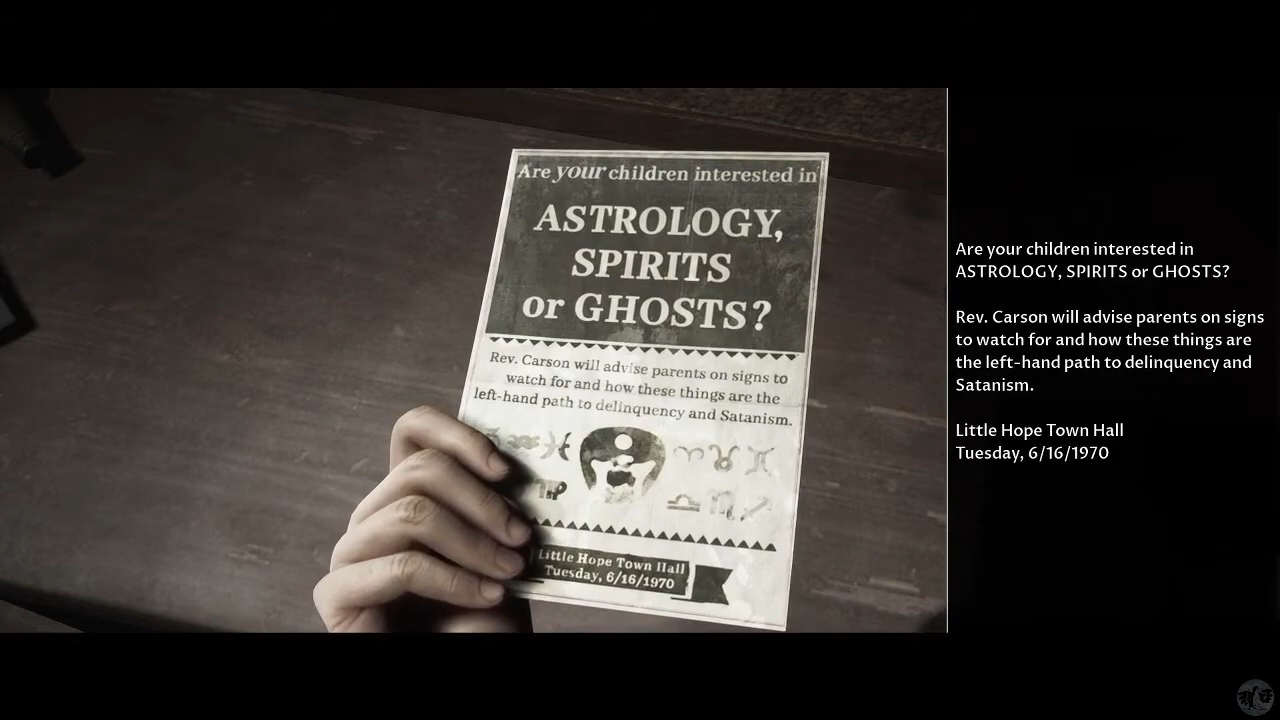 Are your children interested in
ASTROLOGY,
SPIRITS
or GHOSTS?
Rev. Carson will advise parents on signs to
watch for and how these things are the
left-hand path to delinquency and Satanism.
Little Hope Town Hall
Tuesday, 6/16/1970
Are your children interested in
ASTROLOGY, SPIRITS or GHOSTS?
Rev. Carson will advise parents on signs
to watch for and how these things are
the left-hand path to delinquency and
Satanism.
Little Hope Town Hall
Tuesday, 6/16/1970